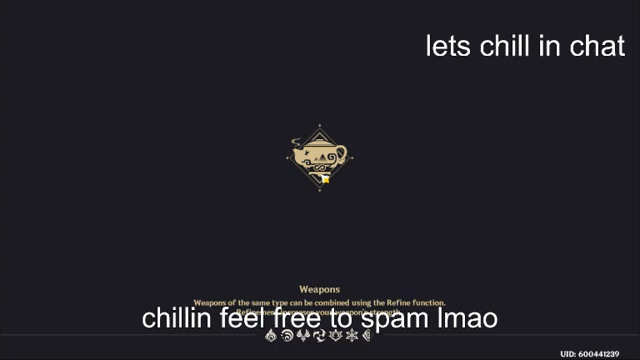 lets chill in chat
Weapons
Weapons of the same type can be combined using the Refine function.
chillin feel free to spam lmao
UID: 600441239